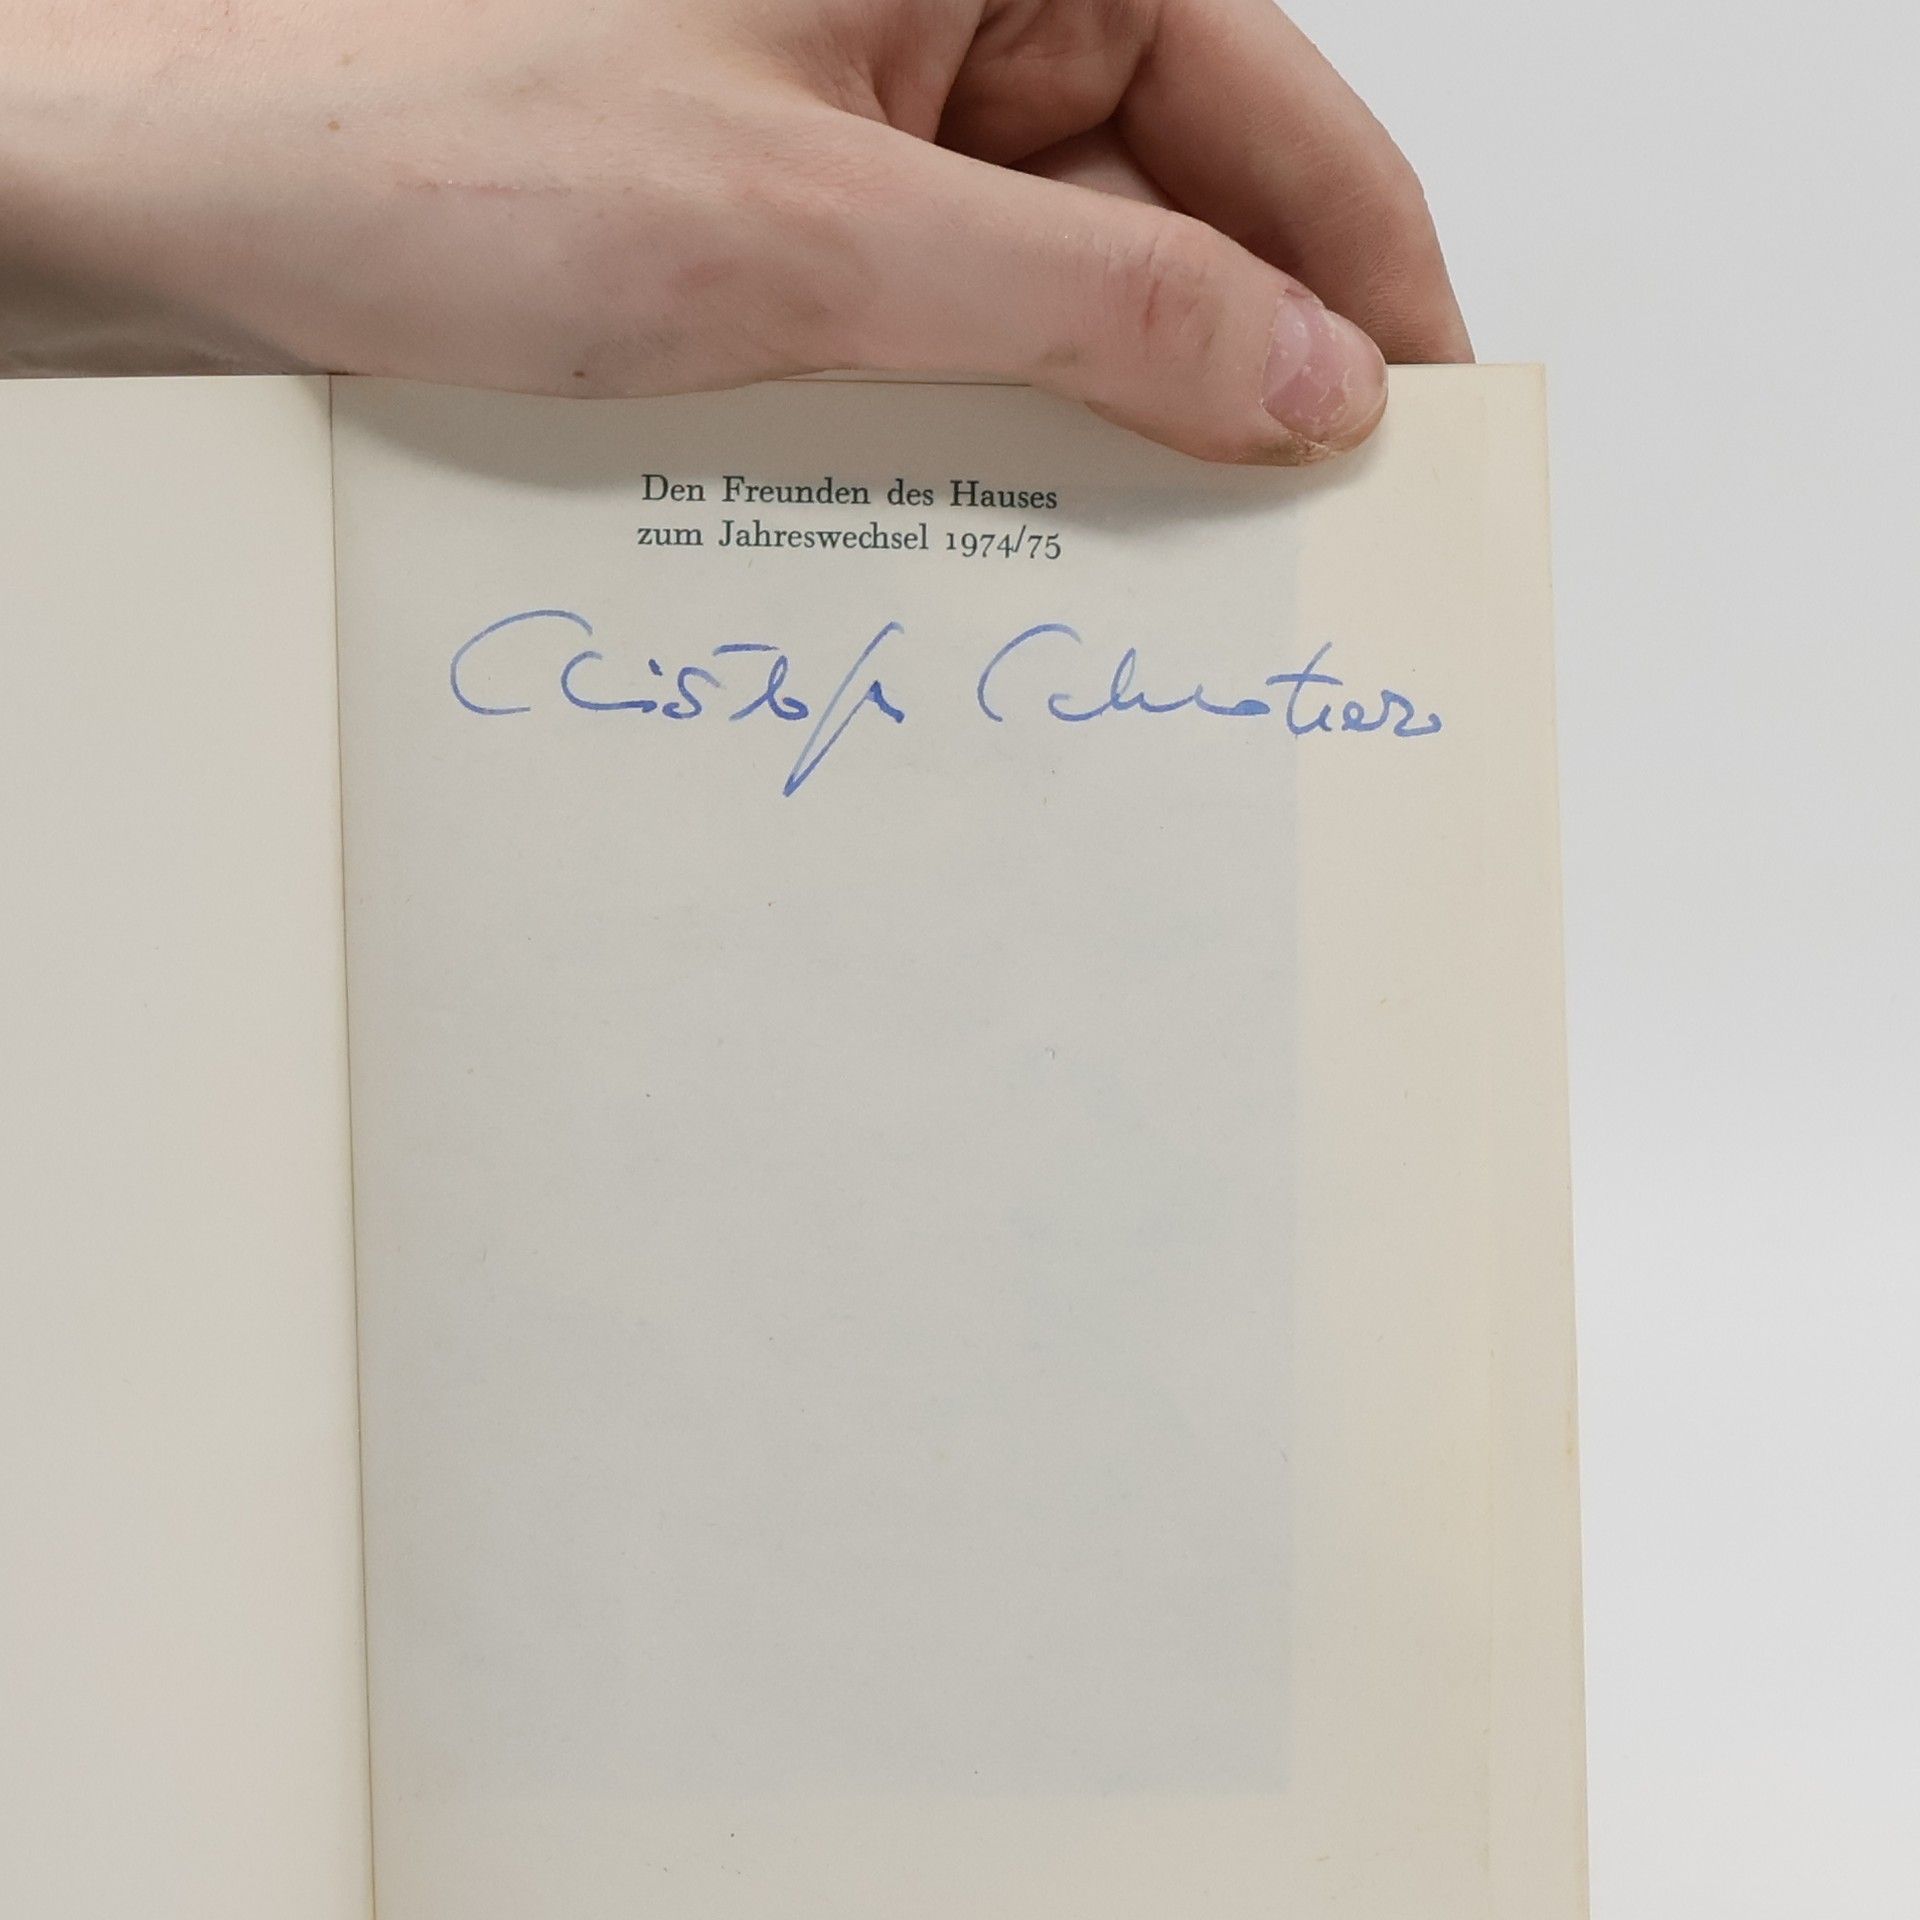 Den Freunden des Hauses
zum Jahreswechsel 1974/75